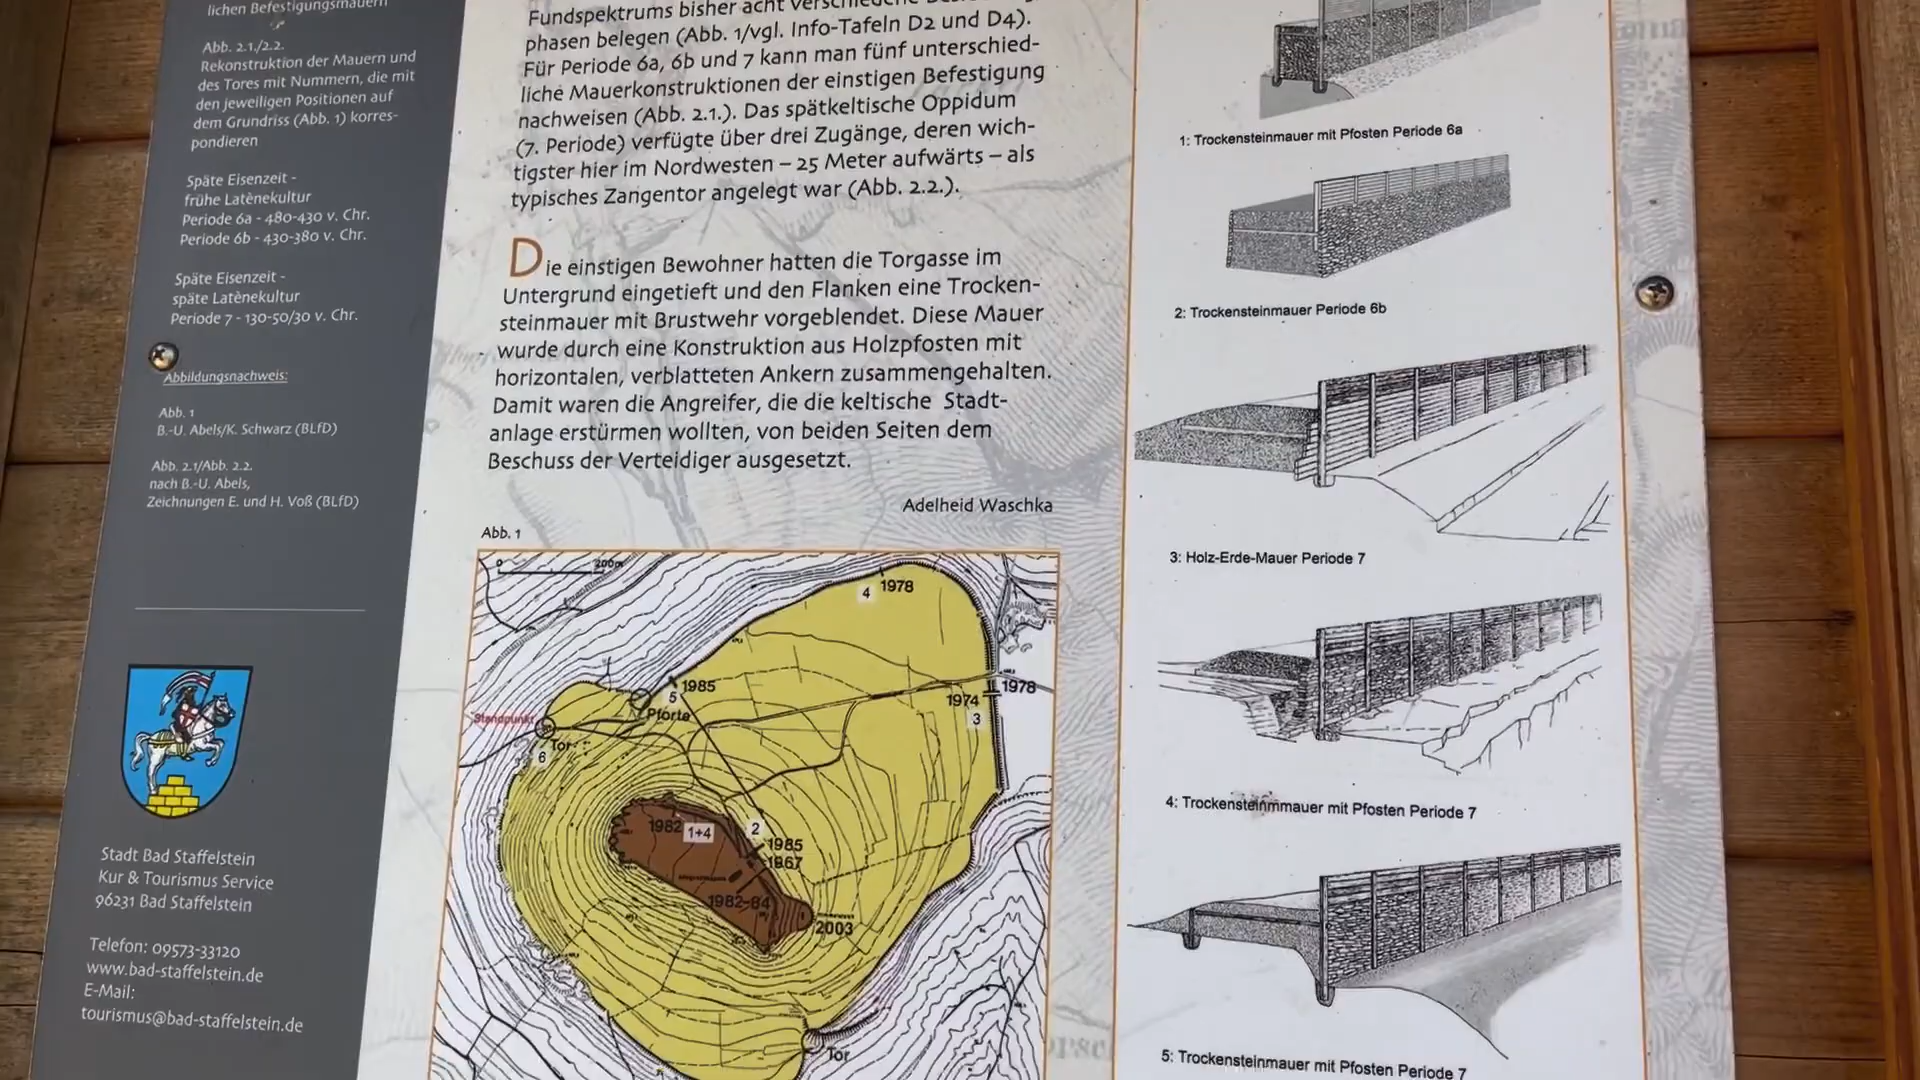 lichen Befestigungsmauern
Abb. 2.1./2.2.
Rekonstruktion der Mauern und
des Tores mit Nummern, die mit
den jeweiligen Positionen auf
dem Grundriss (Abb. 1) korres-
pondieren
Späte Eisenzeit -
frühe Latènekultur
Periode 6a - 480-430 v. Chr.
Periode 6b - 430-380 v. Chr.
Späte Eisenzeit -
späte Latènekultur
Periode 7 - 130-50/30 v. Chr.
Abbildungsnachweis:
Abb. 1
B.-U. Abels/K. Schwarz (BLfD)
Abb. 2.1/Abb. 2.2.
nach B.-U. Abels,
Zeichnungen E. und H. Voß (BLfD)
Stadt Bad Staffelstein
Kur & Tourismus Service
96231 Bad Staffelstein
Telefon: 09573-33120
www.bad-staffelstein.de
E-Mail:
tourismus@bad-staffelstein.de
Fundspektrums bisher acht
phasen belegen (Abb. 1/vgl. Info-Tafeln D2 und D4).
Für Periode 6a, 6b und 7 kann man fünf unterschied-
liche Mauerkonstruktionen der einstigen Befestigung
nachweisen (Abb. 2.1.). Das spätkeltische Oppidum
(7. Periode) verfügte über drei Zugänge, deren wich-
tigster hier im Nordwesten – 25 Meter aufwärts – als
typisches Zangentor angelegt war (Abb. 2.2.).
Die einstigen Bewohner hatten die Torgasse im
Untergrund eingetieft und den Flanken eine Trocken-
steinmauer mit Brustwehr vorgeblendet. Diese Mauer
wurde durch eine Konstruktion aus Holzpfosten mit
horizontalen, verblatteten Ankern zusammengehalten.
Damit waren die Angreifer, die die keltische Stadt-
anlage erstürmen wollten, von beiden Seiten dem
Beschuss der Verteidiger ausgesetzt.
Adelheid Waschka
Abb. 1
0 200m
4 1978
5 1985
Pforte
1974 1978
3
Standpunkt
Tor
6
1982 1+4 2
1985
1967
1982-84
2003
Tor
1: Trockensteinmauer mit Pfosten Periode 6a
2: Trockensteinmauer Periode 6b
3: Holz-Erde-Mauer Periode 7
4: Trockensteinmmauer mit Pfosten Periode 7
5: Trockensteinmauer mit Pfosten Periode 7